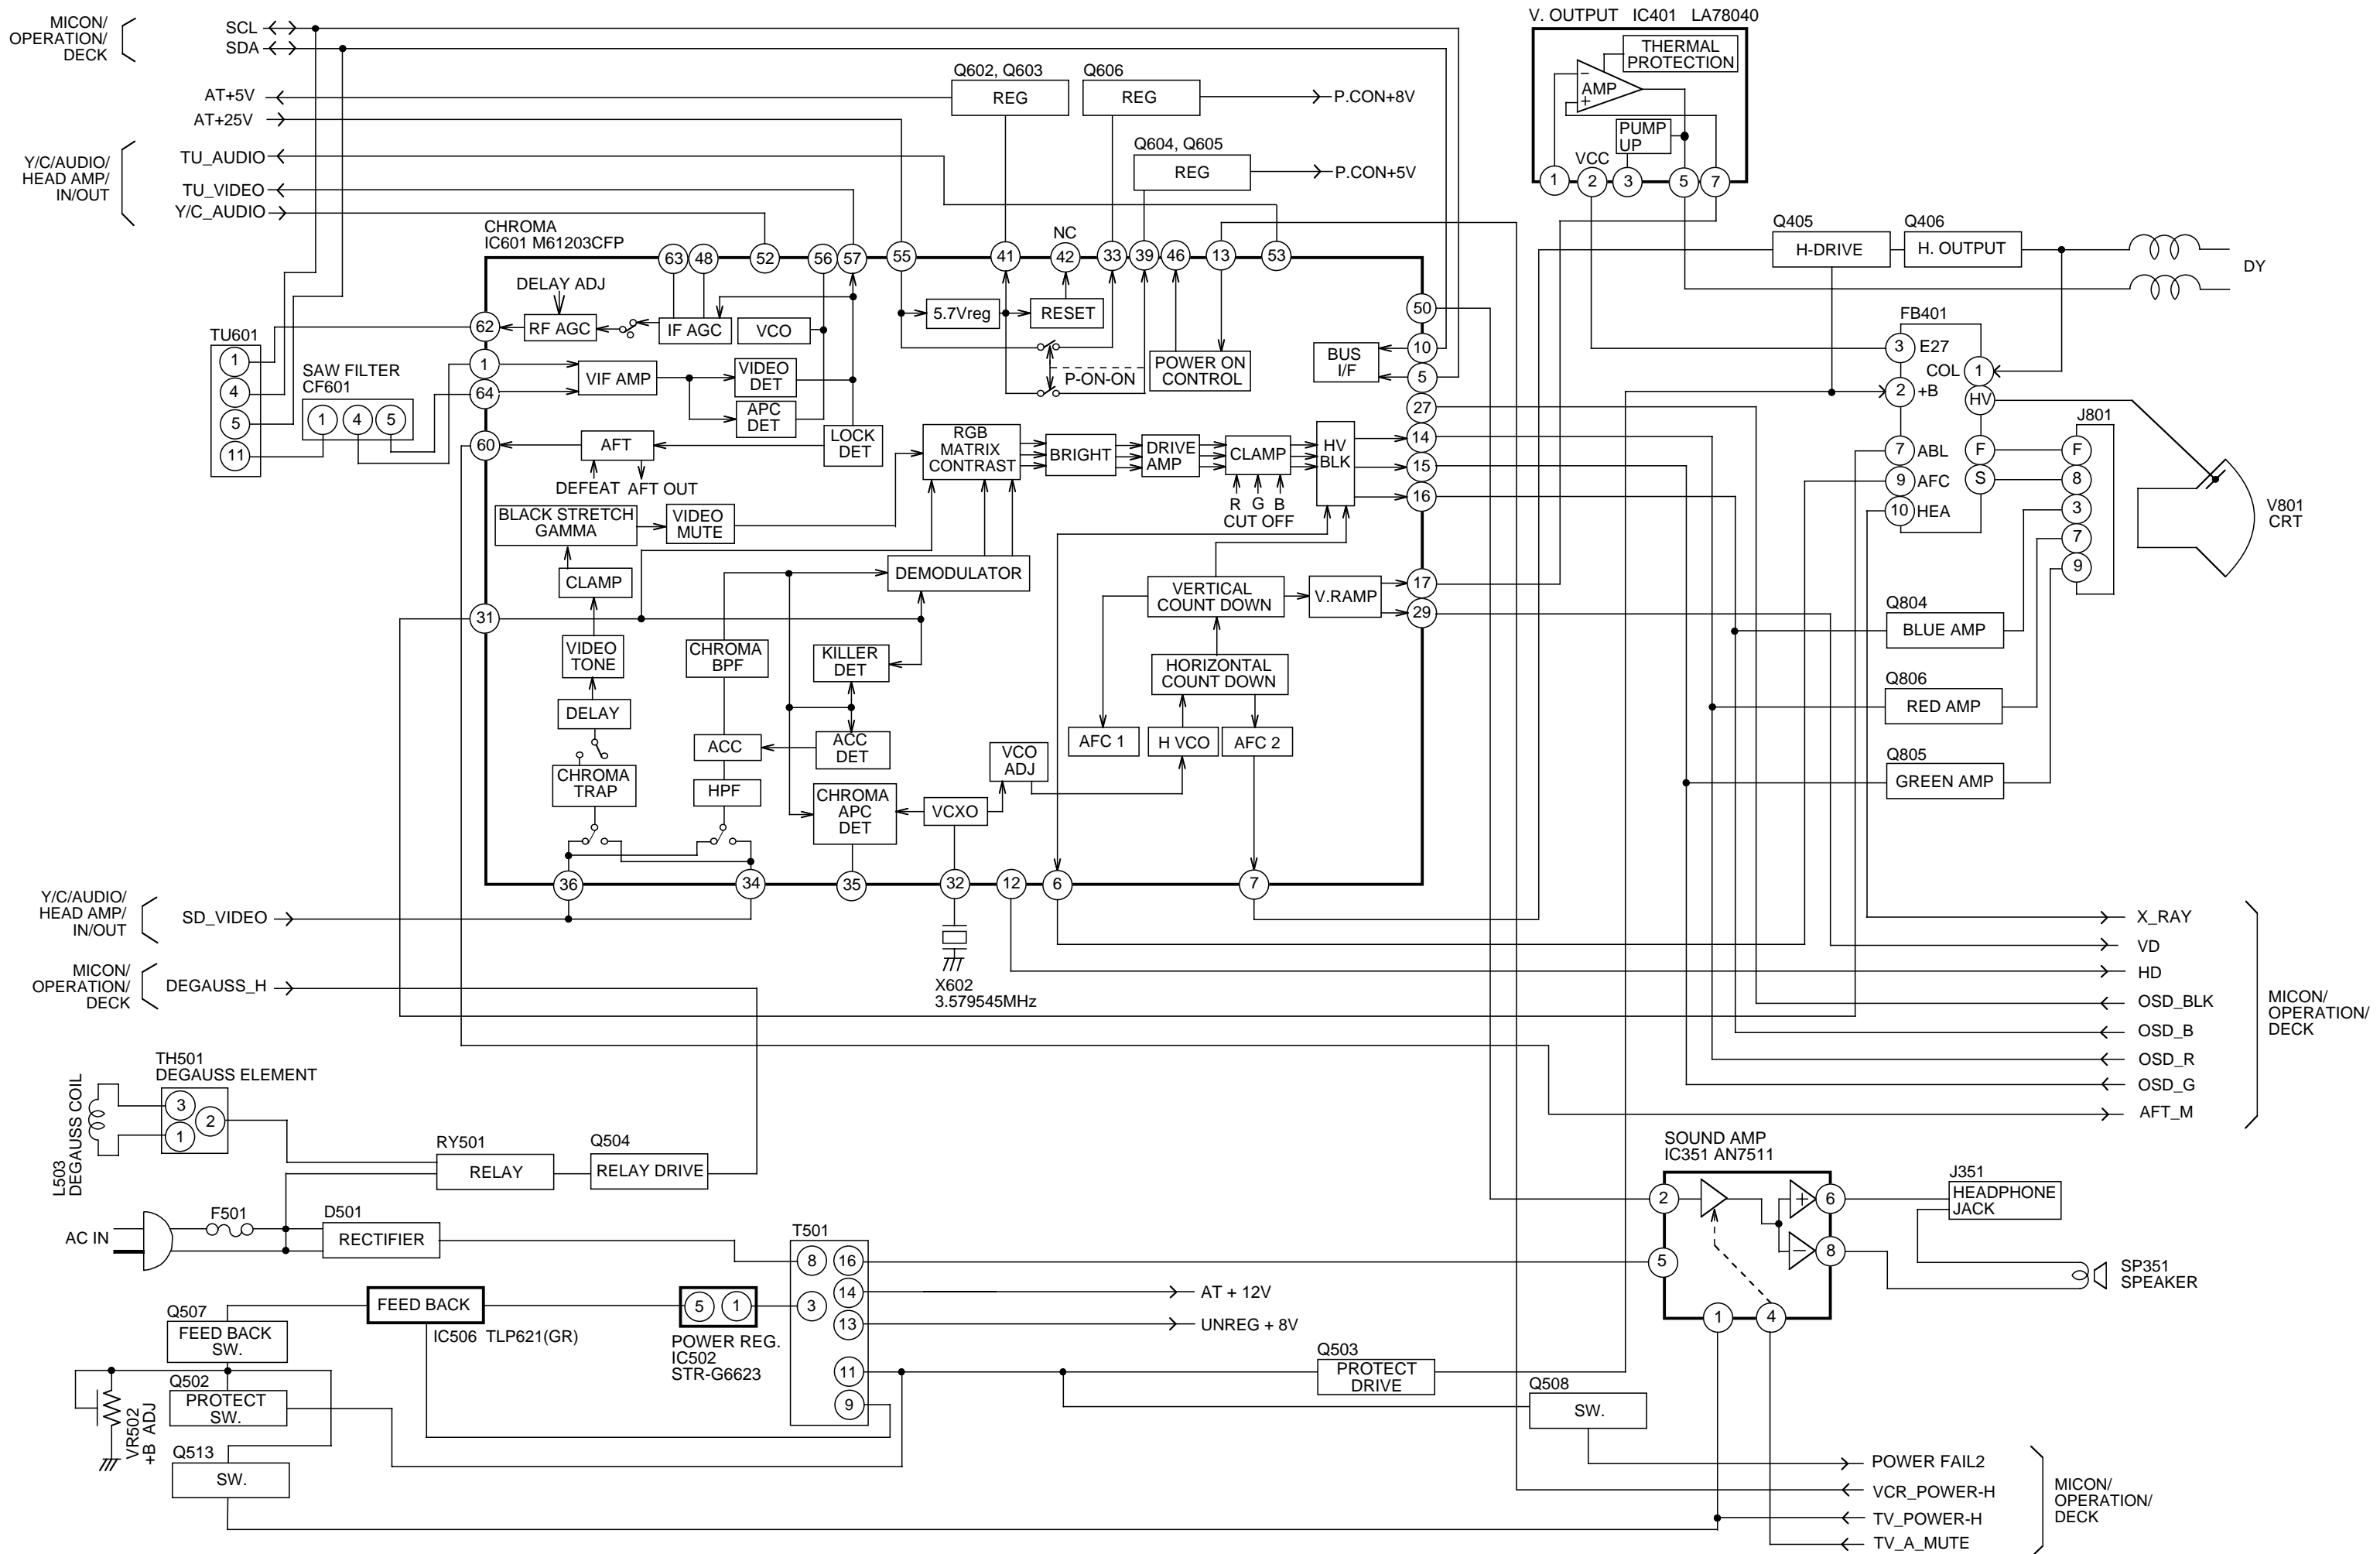 MICON/
OPERATION/
DECK
SCL
SDA
AT+5V
AT+25V
Y/C/AUDIO/
HEAD AMP/
IN/OUT
TU_AUDIO
TU_VIDEO
Y/C_AUDIO
Q602, Q603
REG
Q606
REG
P.CON+8V
Q604, Q605
REG
P.CON+5V
V. OUTPUT IC401 LA78040
THERMAL
PROTECTION
−
AMP
+
PUMP
UP
VCC
1
2
3
5
7
CHROMA
IC601 M61203CFP
NC
63
48
52
56
57
55
41
42
33
39
46
13
53
DELAY ADJ
RF AGC
IF AGC
VCO
5.7Vreg
RESET
P-ON-ON
POWER ON
CONTROL
BUS
I/F
50
10
5
27
14
15
16
17
29
62
1
64
60
31
TU601
1
4
5
11
SAW FILTER
CF601
1
4
5
VIF AMP
VIDEO
DET
APC
DET
LOCK
DET
AFT
DEFEAT
AFT OUT
RGB
MATRIX
CONTRAST
BRIGHT
DRIVE
AMP
CLAMP
HV
BLK
R G B
CUT OFF
BLACK STRETCH
GAMMA
VIDEO
MUTE
CLAMP
DEMODULATOR
VIDEO
TONE
CHROMA
BPF
KILLER
DET
DELAY
ACC
ACC
DET
CHROMA
TRAP
HPF
CHROMA
APC
DET
VCXO
VCO
ADJ
VERTICAL
COUNT DOWN
V.RAMP
HORIZONTAL
COUNT DOWN
AFC 1
H VCO
AFC 2
36
34
35
32
12
6
7
X602
3.579545MHz
Q405
H-DRIVE
Q406
H. OUTPUT
DY
FB401
3
E27
COL
1
2
+B
HV
7
ABL
F
9
AFC
S
10
HEA
J801
F
8
3
7
9
V801
CRT
Q804
BLUE AMP
Q806
RED AMP
Q805
GREEN AMP
Y/C/AUDIO/
HEAD AMP/
IN/OUT
SD_VIDEO
MICON/
OPERATION/
DECK
DEGAUSS_H
X_RAY
VD
HD
OSD_BLK
OSD_B
OSD_R
OSD_G
AFT_M
MICON/
OPERATION/
DECK
L503
DEGAUSS COIL
TH501
DEGAUSS ELEMENT
3
2
1
RY501
RELAY
Q504
RELAY DRIVE
AC IN
F501
D501
RECTIFIER
T501
8
16
14
3
13
11
9
AT + 12V
UNREG + 8V
FEED BACK
IC506 TLP621(GR)
5
1
POWER REG.
IC502
STR-G6623
Q507
FEED BACK
SW.
Q502
PROTECT
SW.
VR502
+B ADJ
Q513
SW.
Q503
PROTECT
DRIVE
Q508
SW.
SOUND AMP
IC351 AN7511
2
+
6
−
8
5
1
4
J351
HEADPHONE
JACK
SP351
SPEAKER
POWER FAIL2
VCR_POWER-H
TV_POWER-H
TV_A_MUTE
MICON/
OPERATION/
DECK